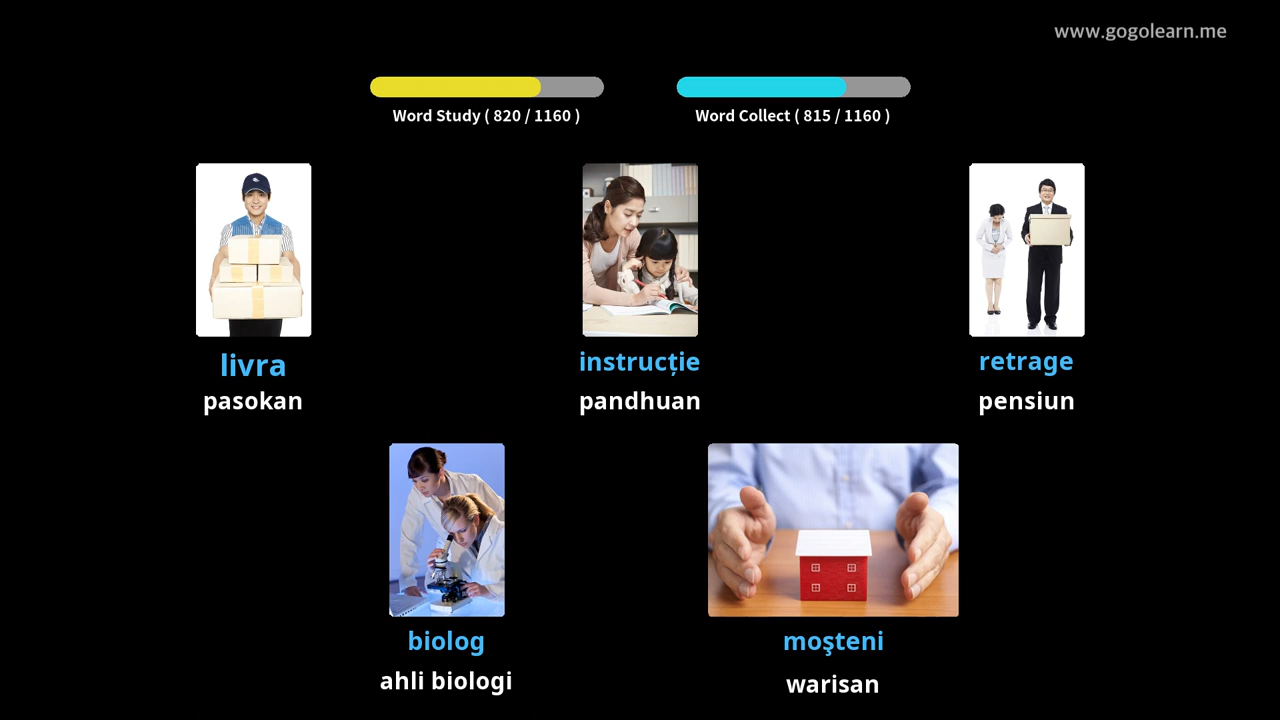 www.gogolearn.me
Word Study ( 820 / 1160 )
Word Collect ( 815 / 1160 )
livra
pasokan
instrucție
pandhuan
retrage
pensiun
biolog
ahli biologi
moşteni
warisan